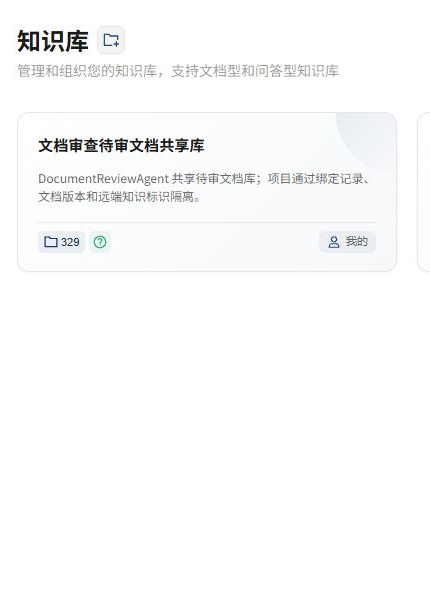 知识库
管理和组织您的知识库，支持文档型和问答型知识库
文档审查待审文档共享库
DocumentReviewAgent 共享待审文档库；项目通过绑定记录、
文档版本和远端知识标识隔离。
329
我的